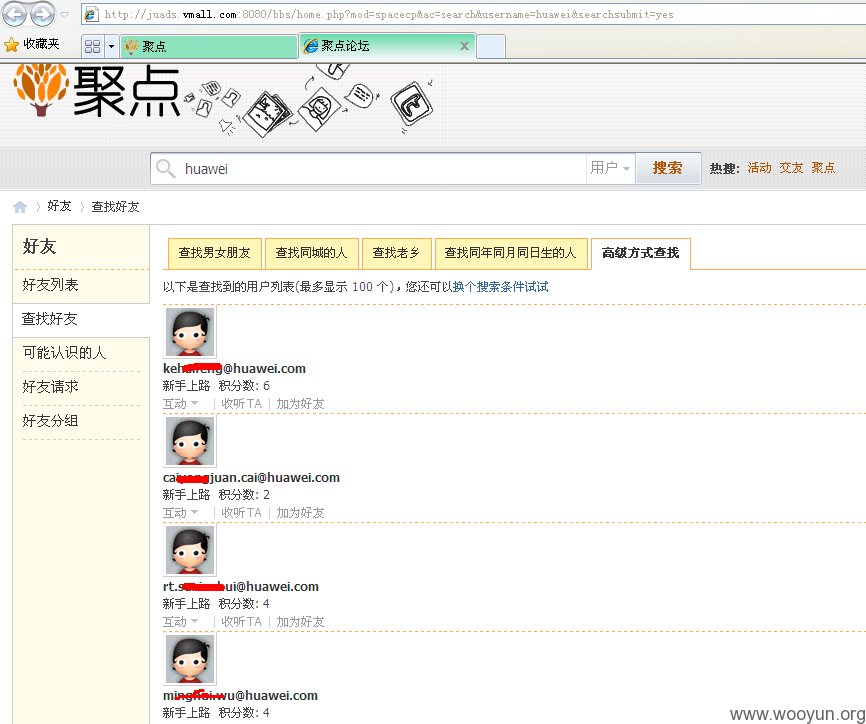 http://juads.vmall.com:8080/bbs/home.php?mod=spacecp&ac=search&username=huawei&searchsubmit=yes
收藏夹 聚点 聚点论坛
聚点
huawei 用户 搜索 热搜: 活动 交友 聚点
好友 查找好友
好友
好友列表
查找好友
可能认识的人
好友请求
好友分组
查找男女朋友 查找同城的人 查找老乡 查找同年同月同日生的人 高级方式查找
以下是查找到的用户列表(最多显示 100 个)，您还可以换个搜索条件试试
@huawei.com
新手上路 积分数: 6
互动 | 收听TA | 加为好友
juan.cai@huawei.com
新手上路 积分数: 2
互动 | 收听TA | 加为好友
@huawei.com
新手上路 积分数: 4
互动 | 收听TA | 加为好友
.wu@huawei.com
新手上路 积分数: 4
www.wooyun.org